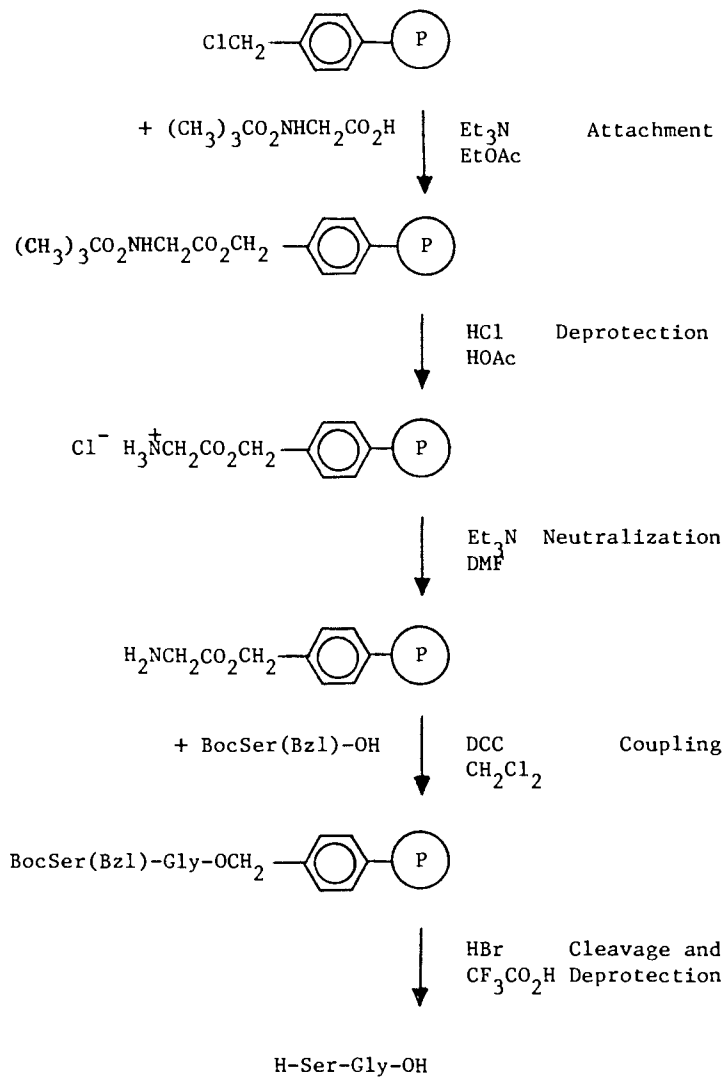 ClCH₂ P
+ (CH₃)₃CO₂NHCH₂CO₂H Et₃N Attachment
EtOAc
(CH₃)₃CO₂NHCH₂CO₂CH₂ P
HCl Deprotection
HOAc
Cl⁻ H₃N⁺CH₂CO₂CH₂ P
Et₃N Neutralization
DMF
H₂NCH₂CO₂CH₂ P
+ BocSer(Bzl)-OH DCC Coupling
CH₂Cl₂
BocSer(Bzl)-Gly-OCH₂ P
HBr Cleavage and
CF₃CO₂H Deprotection
H-Ser-Gly-OH